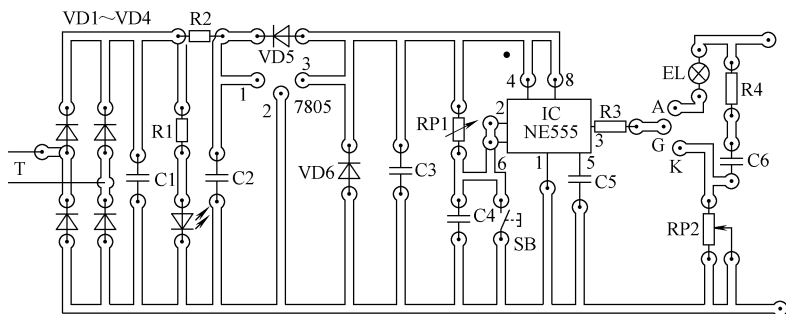 VD1～VD4
R2
VD5
3
1
2
7805
4
8
EL
R4
A
R1
RP1
2
IC
NE555
R3
3
G
T
C1
C2
VD6
C3
6
1
5
K
C6
C5
C4
SB
RP2